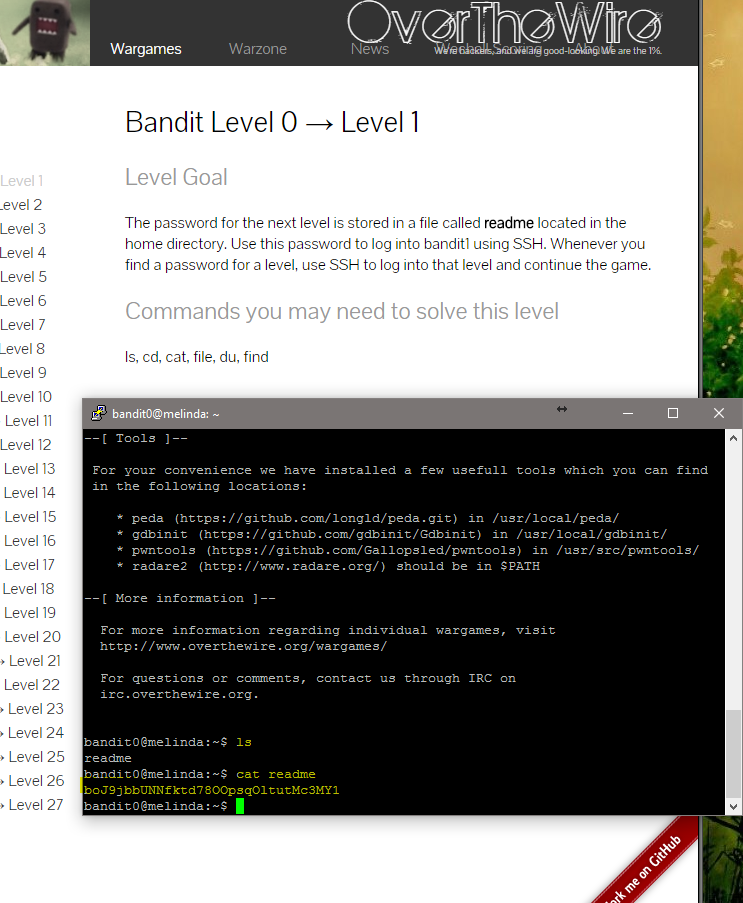 OverTheWire
We're hackers, and we are good-looking. We are the 1%.
Wargames Warzone News Wechall Scoring About
Bandit Level 0 → Level 1
Level Goal
The password for the next level is stored in a file called readme located in the
home directory. Use this password to log into bandit1 using SSH. Whenever you
find a password for a level, use SSH to log into that level and continue the game.
Commands you may need to solve this level
ls, cd, cat, file, du, find
Level 1
Level 2
Level 3
Level 4
Level 5
Level 6
Level 7
Level 8
Level 9
Level 10
Level 11
Level 12
Level 13
Level 14
Level 15
Level 16
Level 17
Level 18
Level 19
Level 20
→ Level 21
Level 22
→ Level 23
→ Level 24
→ Level 25
→ Level 26
→ Level 27
bandit0@melinda: ~
--[ Tools ]--
For your convenience we have installed a few usefull tools which you can find
in the following locations:
* peda (https://github.com/longld/peda.git) in /usr/local/peda/
* gdbinit (https://github.com/gdbinit/Gdbinit) in /usr/local/gdbinit/
* pwntools (https://github.com/Gallopsled/pwntools) in /usr/src/pwntools/
* radare2 (http://www.radare.org/) should be in $PATH
--[ More information ]--
For more information regarding individual wargames, visit
http://www.overthewire.org/wargames/
For questions or comments, contact us through IRC on
irc.overthewire.org.
bandit0@melinda:~$ ls
readme
bandit0@melinda:~$ cat readme
boJ9jbbUNNfktd78OOpsqOltutMc3MY1
bandit0@melinda:~$
rk me on GitHub